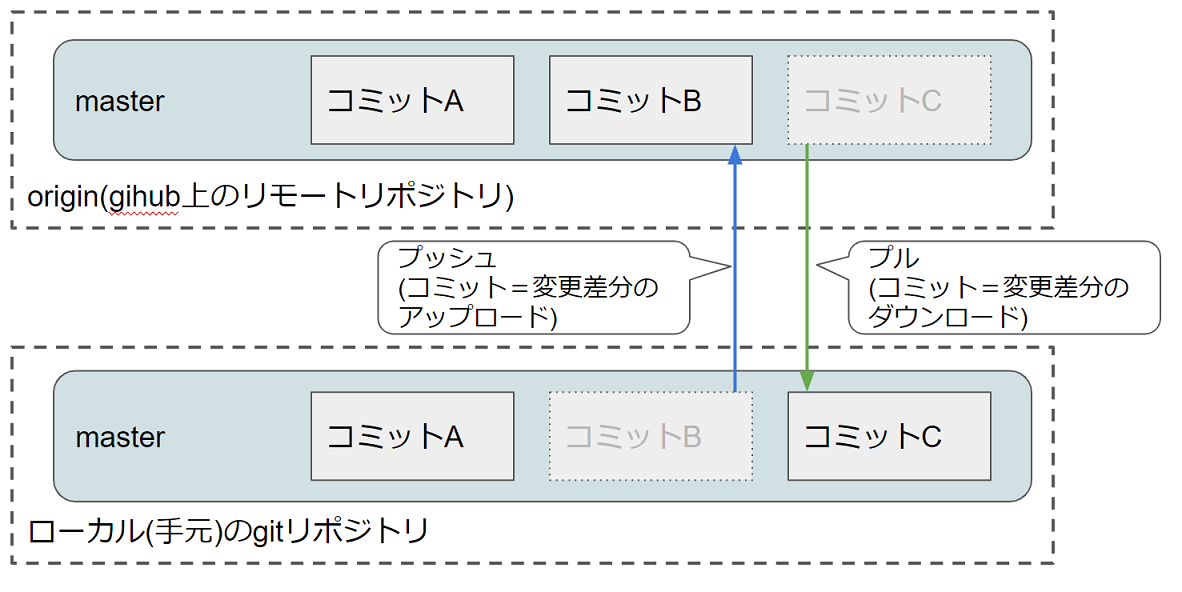 master
コミットA
コミットB
コミットC
origin(gihub上のリモートリポジトリ)
プッシュ
(コミット＝変更差分の
アップロード)
プル
(コミット＝変更差分の
ダウンロード)
master
コミットA
コミットB
コミットC
ローカル(手元)のgitリポジトリ